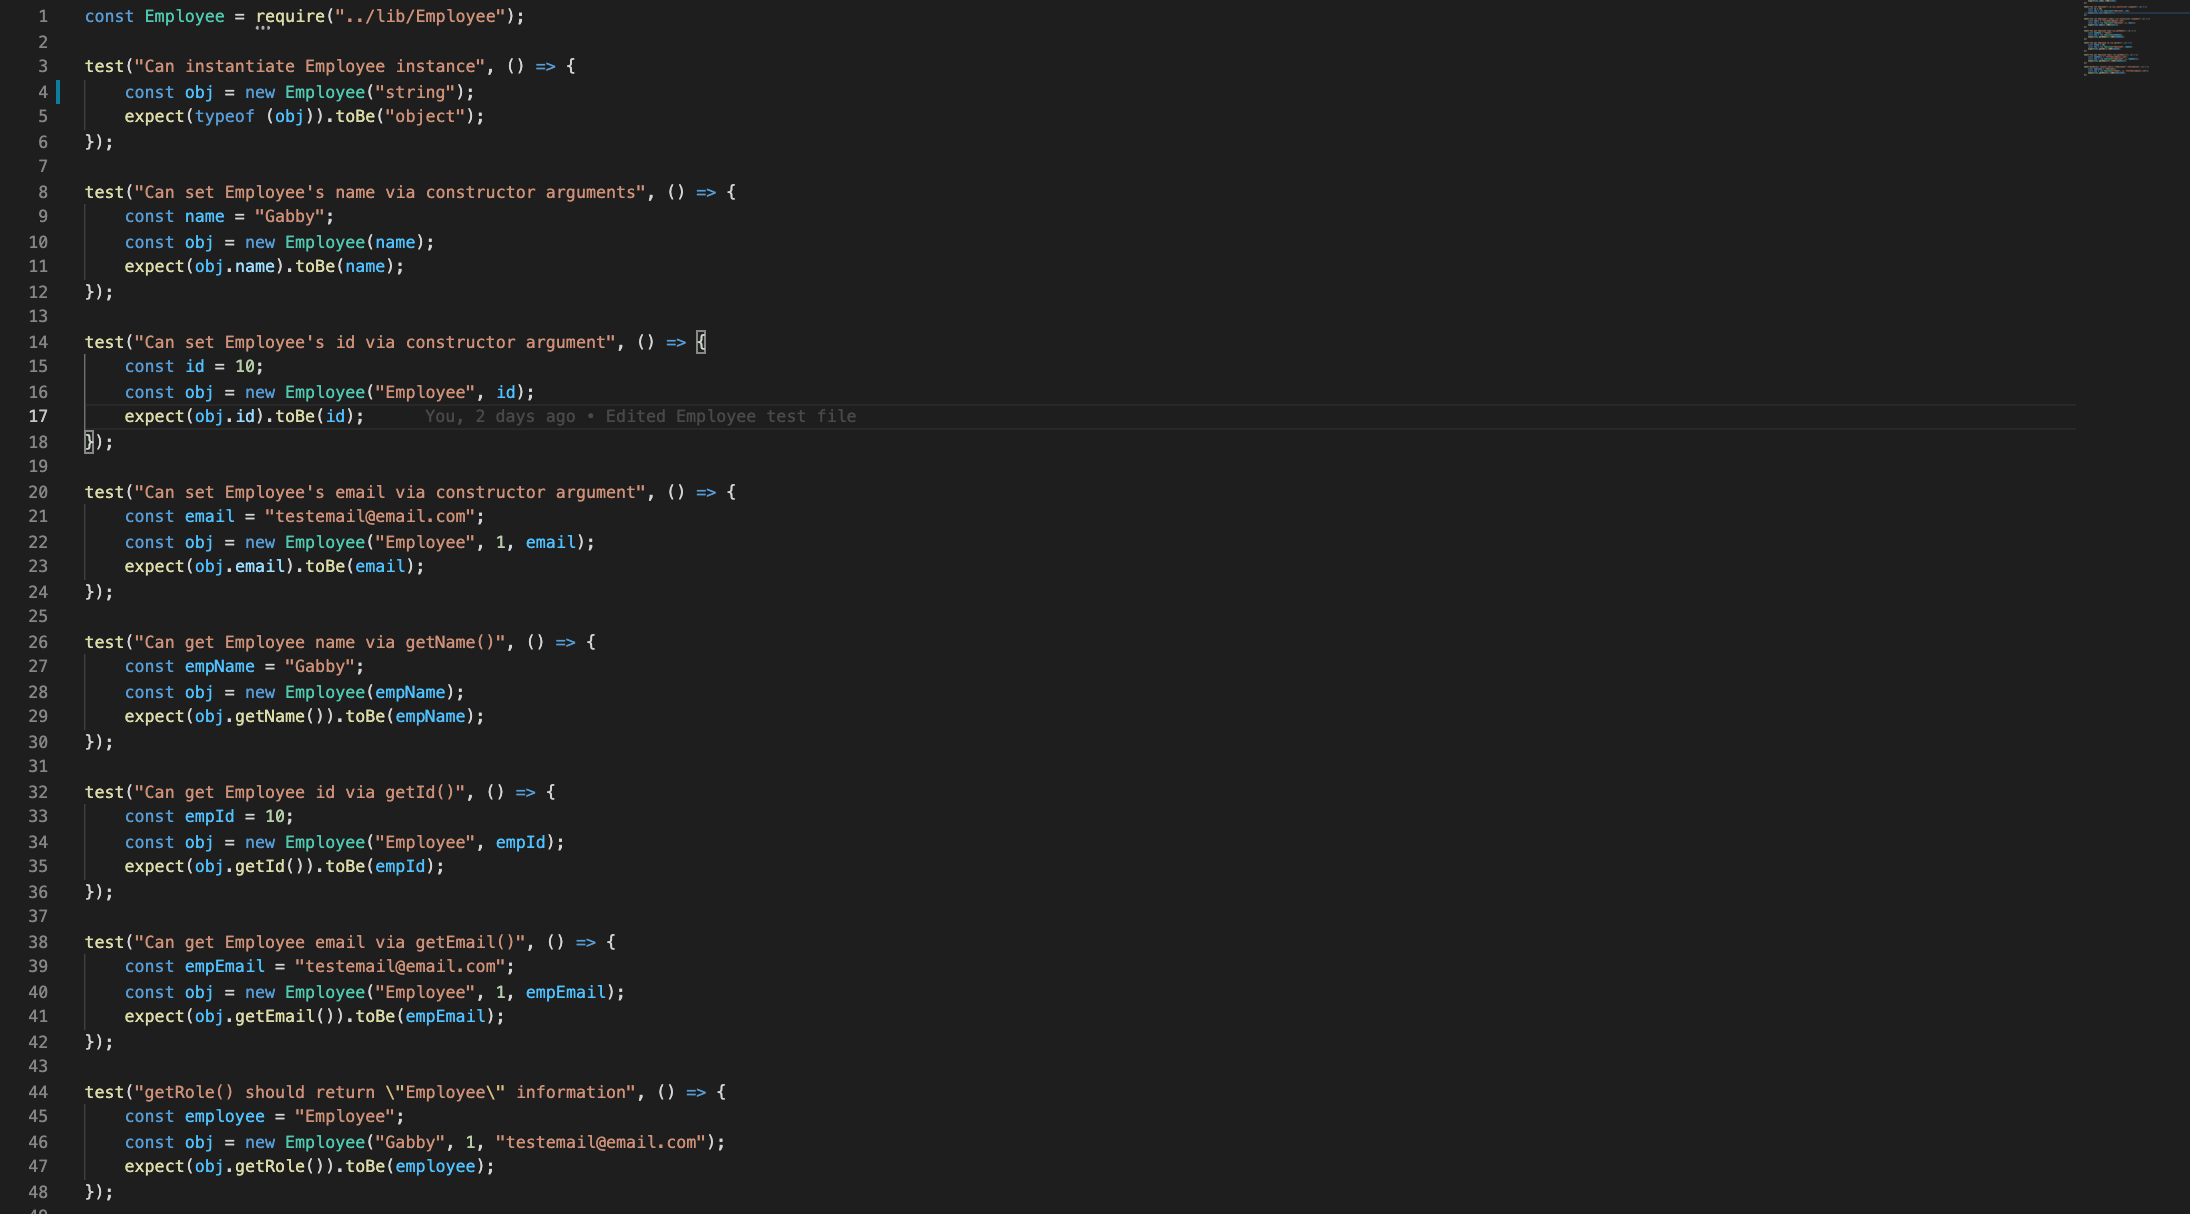 1 const Employee = require("../lib/Employee");
2
3 test("Can instantiate Employee instance", () => {
4 const obj = new Employee("string");
5 expect(typeof (obj)).toBe("object");
6 });
7
8 test("Can set Employee's name via constructor arguments", () => {
9 const name = "Gabby";
10 const obj = new Employee(name);
11 expect(obj.name).toBe(name);
12 });
13
14 test("Can set Employee's id via constructor argument", () => {
15 const id = 10;
16 const obj = new Employee("Employee", id);
17 expect(obj.id).toBe(id); You, 2 days ago • Edited Employee test file
18 });
19
20 test("Can set Employee's email via constructor argument", () => {
21 const email = "testemail@email.com";
22 const obj = new Employee("Employee", 1, email);
23 expect(obj.email).toBe(email);
24 });
25
26 test("Can get Employee name via getName()", () => {
27 const empName = "Gabby";
28 const obj = new Employee(empName);
29 expect(obj.getName()).toBe(empName);
30 });
31
32 test("Can get Employee id via getId()", () => {
33 const empId = 10;
34 const obj = new Employee("Employee", empId);
35 expect(obj.getId()).toBe(empId);
36 });
37
38 test("Can get Employee email via getEmail()", () => {
39 const empEmail = "testemail@email.com";
40 const obj = new Employee("Employee", 1, empEmail);
41 expect(obj.getEmail()).toBe(empEmail);
42 });
43
44 test("getRole() should return \"Employee\" information", () => {
45 const employee = "Employee";
46 const obj = new Employee("Gabby", 1, "testemail@email.com");
47 expect(obj.getRole()).toBe(employee);
48 });